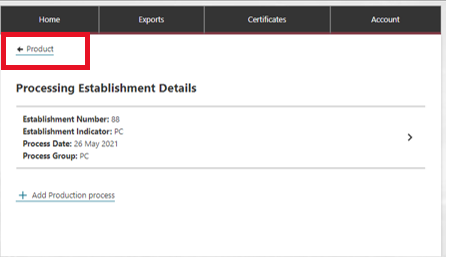 Home Exports Certificates Account
← Product
Processing Establishment Details
Establishment Number: 88
Establishment Indicator: PC
Process Date: 26 May 2021
Process Group: PC
+ Add Production process